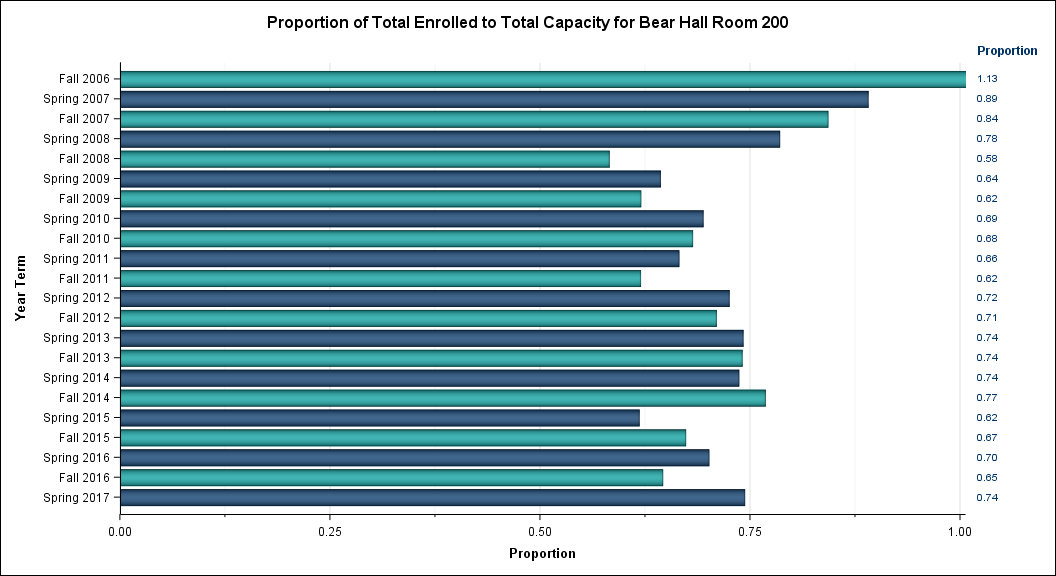 Proportion of Total Enrolled to Total Capacity for Bear Hall Room 200
Proportion
Fall 2006 1.13
Spring 2007 0.89
Fall 2007 0.84
Spring 2008 0.78
Fall 2008 0.58
Spring 2009 0.64
Fall 2009 0.62
Spring 2010 0.69
Fall 2010 0.68
Spring 2011 0.66
Fall 2011 0.62
Spring 2012 0.72
Fall 2012 0.71
Spring 2013 0.74
Fall 2013 0.74
Spring 2014 0.74
Fall 2014 0.77
Spring 2015 0.62
Fall 2015 0.67
Spring 2016 0.70
Fall 2016 0.65
Spring 2017 0.74
Year Term
0.00 0.25 0.50 0.75 1.00
Proportion